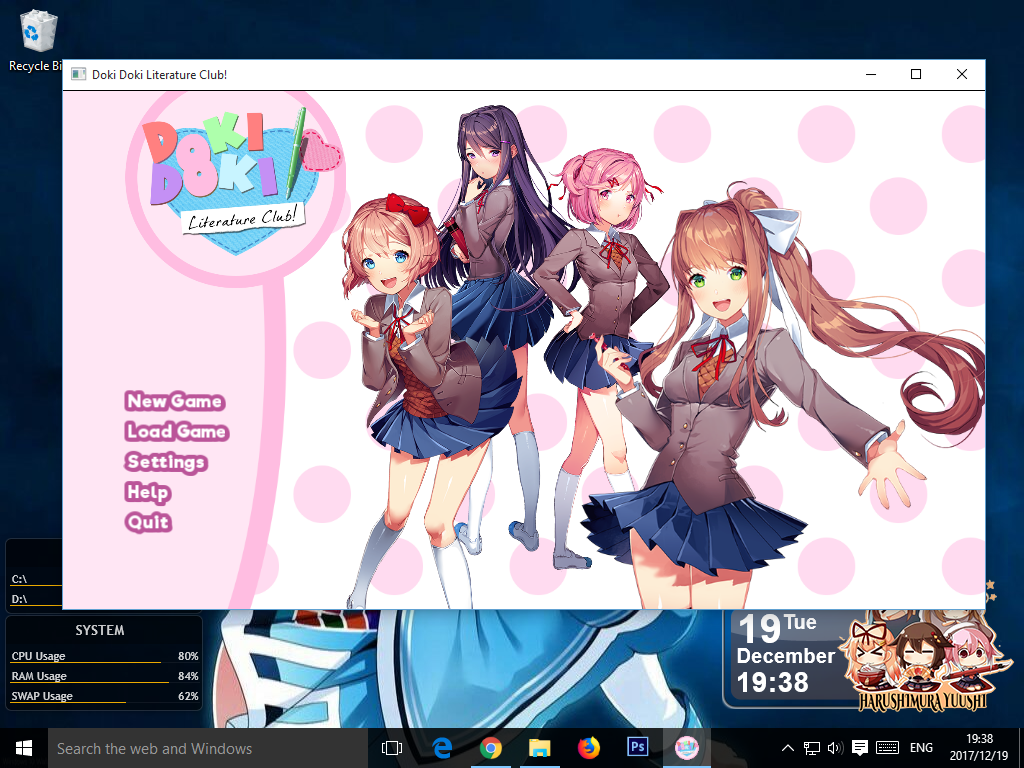 Recycle Bi
Doki Doki Literature Club!
DOKI
DOKI
Literature Club!
New Game
Load Game
Settings
Help
Quit
C:\
D:\
SYSTEM
CPU Usage 80%
RAM Usage 84%
SWAP Usage 62%
19 Tue
December
19:38
HARUSHIMURA YUUSHI
Search the web and Windows
Ps
ENG
19:38
2017/12/19